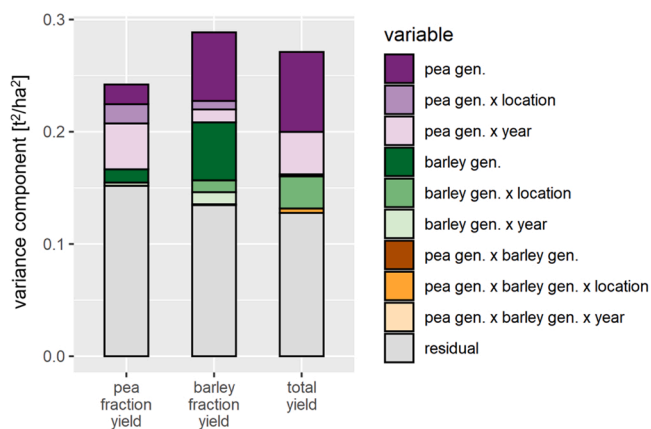 0.3
0.2
0.1
0.0
variance component [t²/ha²]
pea
fraction
yield
barley
fraction
yield
total
yield
variable
pea gen.
pea gen. x location
pea gen. x year
barley gen.
barley gen. x location
barley gen. x year
pea gen. x barley gen.
pea gen. x barley gen. x location
pea gen. x barley gen. x year
residual